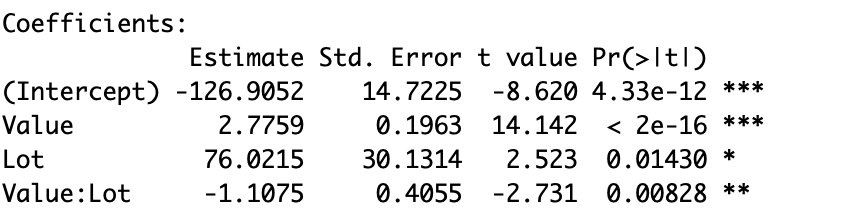 Coefficients:
Estimate Std. Error t value Pr(>|t|)
(Intercept) -126.9052 14.7225 -8.620 4.33e-12 ***
Value 2.7759 0.1963 14.142 < 2e-16 ***
Lot 76.0215 30.1314 2.523 0.01430 *
Value:Lot -1.1075 0.4055 -2.731 0.00828 **